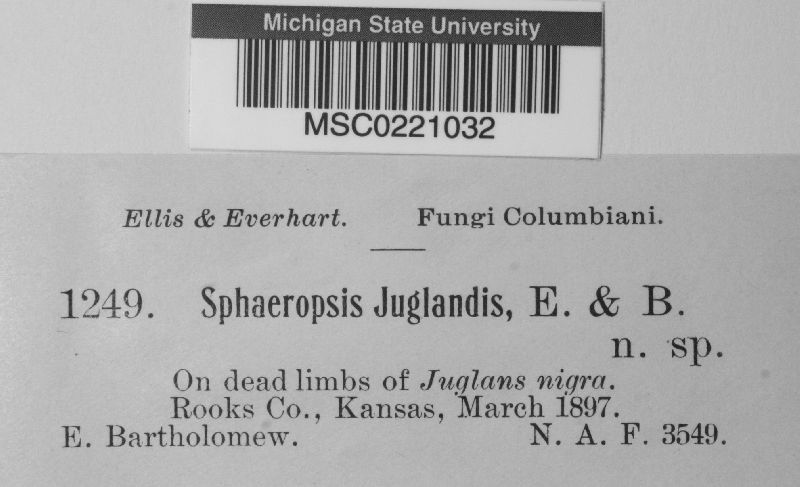 Michigan State University
MSC0221032
Ellis & Everhart. Fungi Columbiani.
1249. Sphaeropsis Juglandis, E. & B.
n. sp.
On dead limbs of Juglans nigra.
Rooks Co., Kansas, March 1897.
E. Bartholomew. N. A. F. 3549.